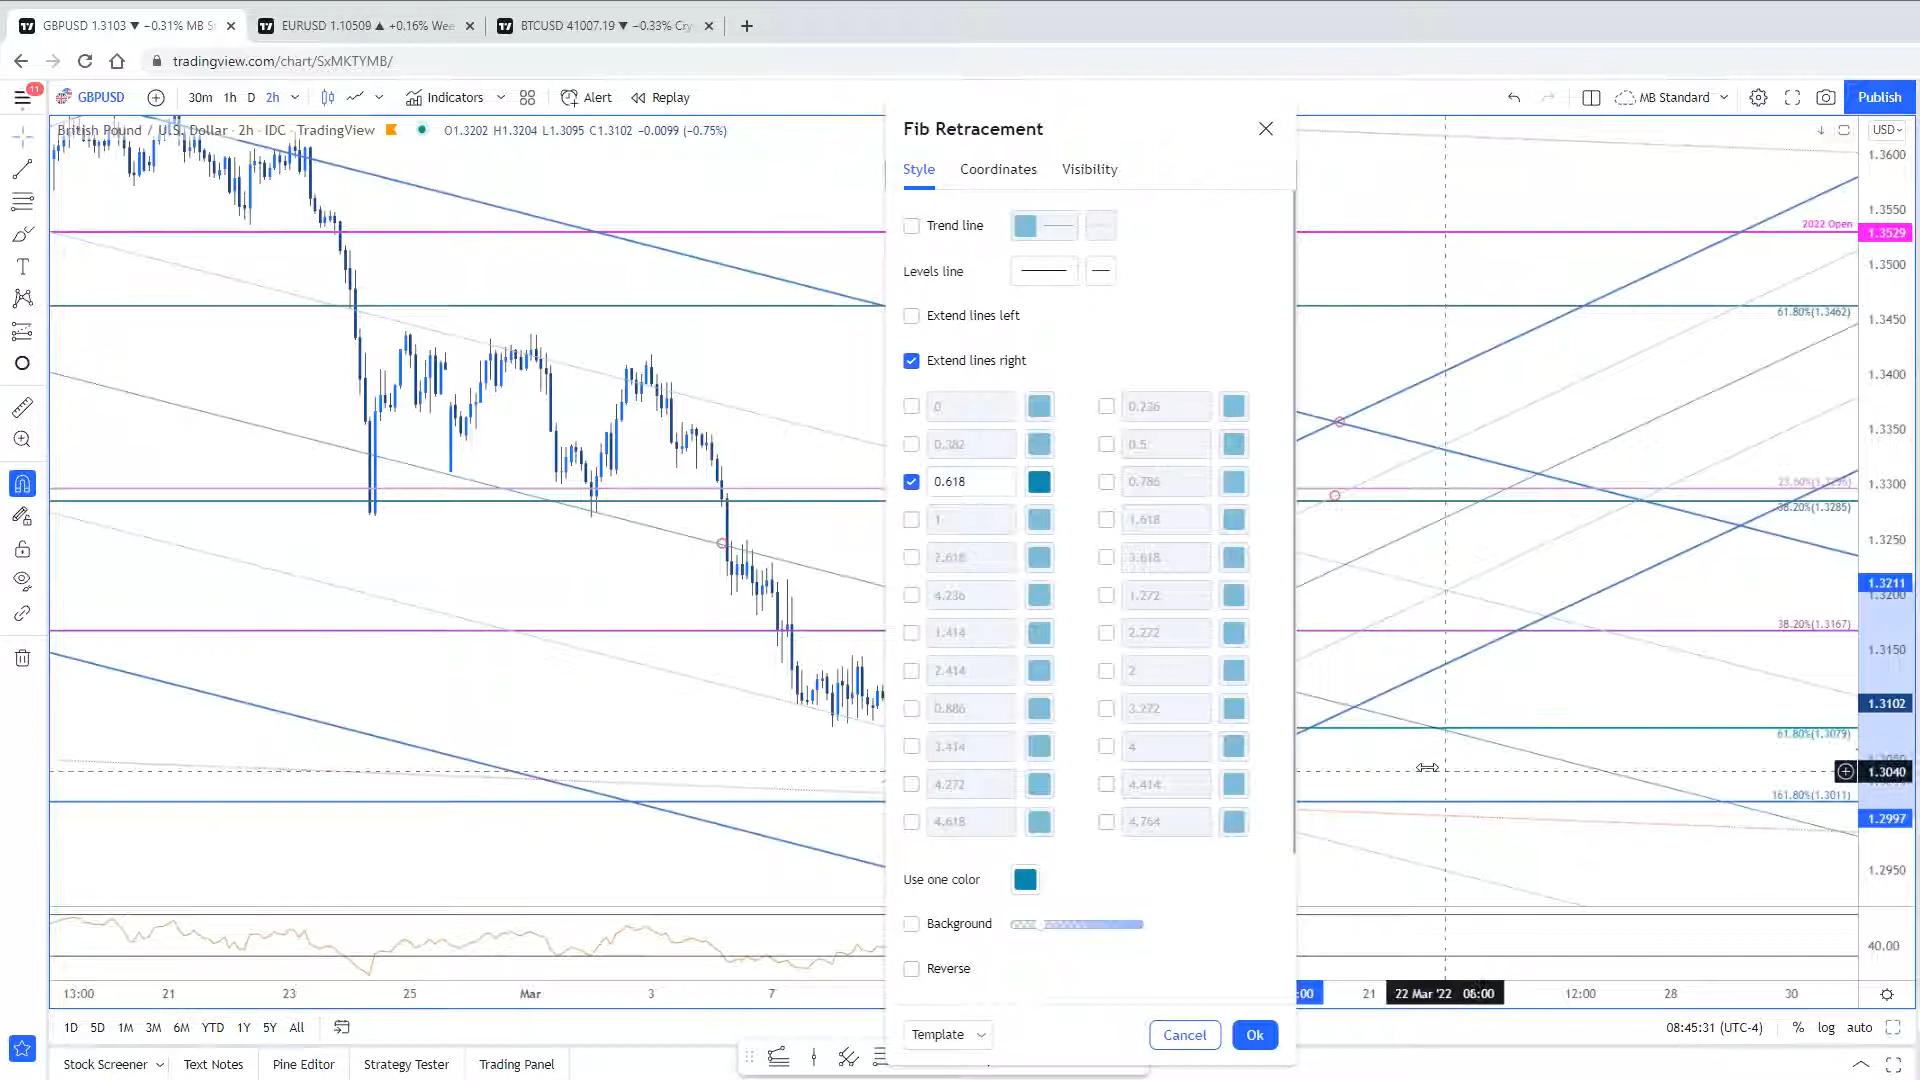 GBPUSD 1.3103 ▼ −0.31% MB S
EURUSD 1.10509 ▲ +0.16% Wee
BTCUSD 41007.19 ▼ −0.33% Cry
tradingview.com/chart/SxMKTYMB/
11
GBPUSD
30m 1h D 2h
Indicators
Alert
Replay
MB Standard
Publish
British Pound / U.S. Dollar · 2h · IDC · TradingView
O1.3202 H1.3204 L1.3095 C1.3102 −0.0099 (−0.75%)
USD
Fib Retracement
Style Coordinates Visibility
Trend line
Levels line
Extend lines left
Extend lines right
0 0.236
0.382 0.5
0.618 0.786
1 1.618
2.618 3.618
4.236 1.272
1.414 2.272
2.414 2
0.886 3.272
3.414 4
4.272 4.414
4.618 4.764
Use one color
Background
Reverse
Template
Cancel
Ok
1.3600
1.3550
2022 Open
1.3529
1.3500
61.80%(1.3462)
1.3450
1.3400
1.3350
23.60%(1.3296)
1.3300
38.20%(1.3285)
1.3250
1.3211
1.3200
38.20%(1.3167)
1.3150
1.3102
61.80%(1.3079)
1.3040
161.80%(1.3011)
1.2997
1.2950
40.00
13:00 21 23 25 Mar 3 7 :00 21 22 Mar '22 08:00 12:00 28 30
1D 5D 1M 3M 6M YTD 1Y 5Y All
08:45:31 (UTC-4)
% log auto
Stock Screener
Text Notes
Pine Editor
Strategy Tester
Trading Panel